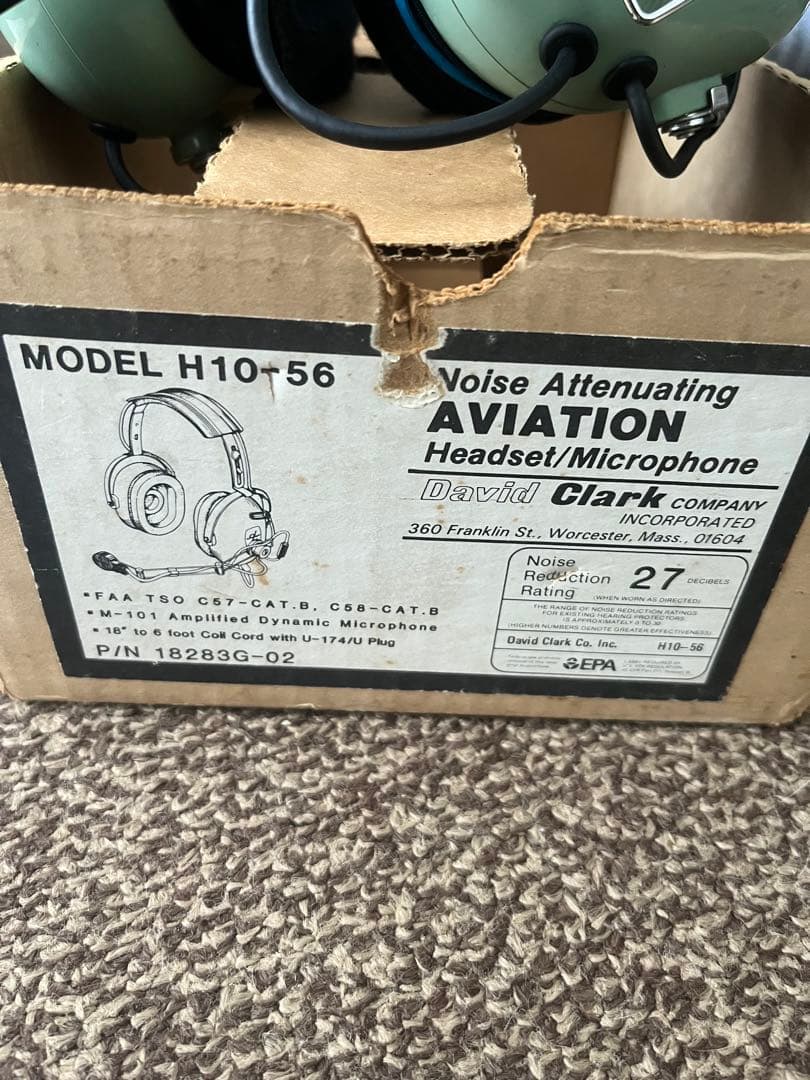 MODEL H10-56
Noise Attenuating
AVIATION
Headset/Microphone
David Clark COMPANY
INCORPORATED
360 Franklin St., Worcester, Mass., 01604
•FAA TSO C57-CAT.B, C58-CAT.B
•M-101 Amplified Dynamic Microphone
•18" to 6 foot Coil Cord with U-174/U Plug
P/N 18283G-02
Noise
Reduction
Rating
27 DECIBELS
(WHEN WORN AS DIRECTED)
THE RANGE OF NOISE REDUCTION RATINGS
FOR EXISTING HEARING PROTECTORS
IS APPROXIMATELY 0 TO 30
(HIGHER NUMBERS DENOTE GREATER EFFECTIVENESS)
David Clark Co. Inc. H10-56
EPA